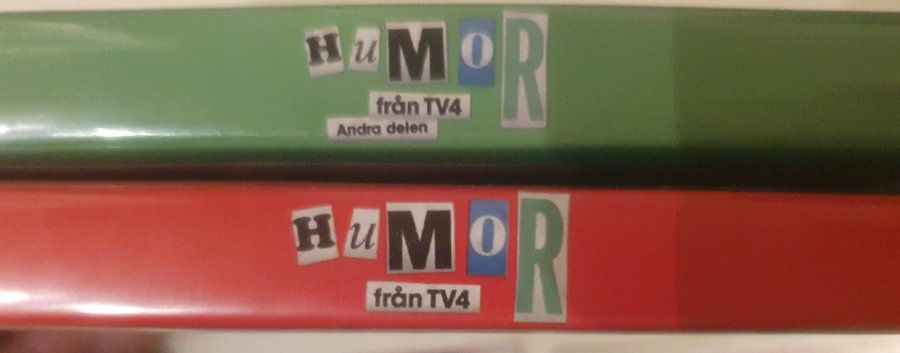 HuMOR
från TV4
Andra delen
HuMOR
från TV4